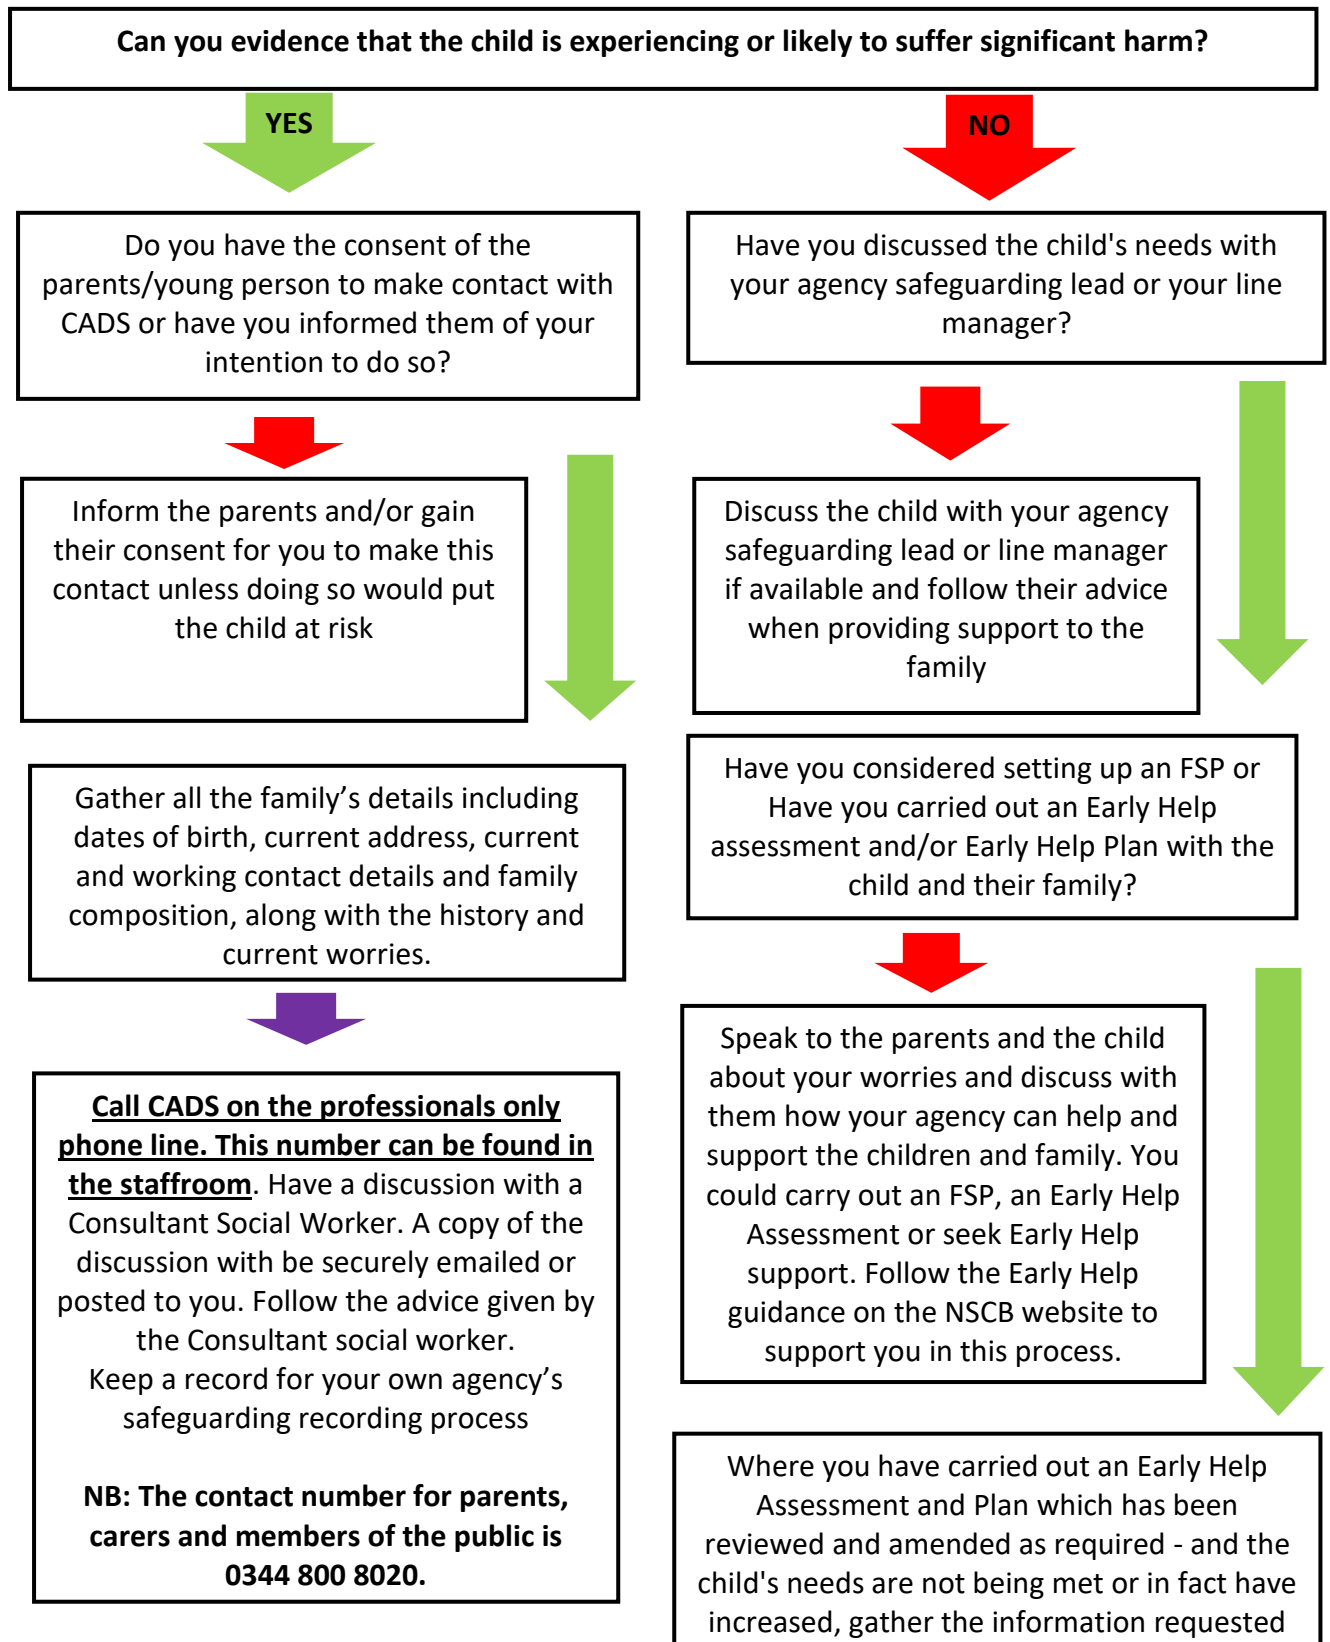 Can you evidence that the child is experiencing or likely to suffer significant harm?
YES
NO
Do you have the consent of the
parents/young person to make contact with
CADS or have you informed them of your
intention to do so?
Have you discussed the child's needs with
your agency safeguarding lead or your line
manager?
Inform the parents and/or gain
their consent for you to make this
contact unless doing so would put
the child at risk
Discuss the child with your agency
safeguarding lead or line manager
if available and follow their advice
when providing support to the
family
Gather all the family’s details including
dates of birth, current address, current
and working contact details and family
composition, along with the history and
current worries.
Have you considered setting up an FSP or
Have you carried out an Early Help
assessment and/or Early Help Plan with the
child and their family?
Call CADS on the professionals only
phone line. This number can be found in
the staffroom. Have a discussion with a
Consultant Social Worker. A copy of the
discussion with be securely emailed or
posted to you. Follow the advice given by
the Consultant social worker.
Keep a record for your own agency’s
safeguarding recording process
NB: The contact number for parents,
carers and members of the public is
0344 800 8020.
Speak to the parents and the child
about your worries and discuss with
them how your agency can help and
support the children and family. You
could carry out an FSP, an Early Help
Assessment or seek Early Help
support. Follow the Early Help
guidance on the NSCB website to
support you in this process.
Where you have carried out an Early Help
Assessment and Plan which has been
reviewed and amended as required - and the
child's needs are not being met or in fact have
increased, gather the information requested